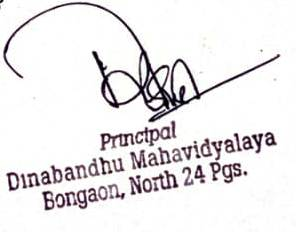 Principal
Dinabandhu Mahavidyalaya
Bongaon, North 24 Pgs.